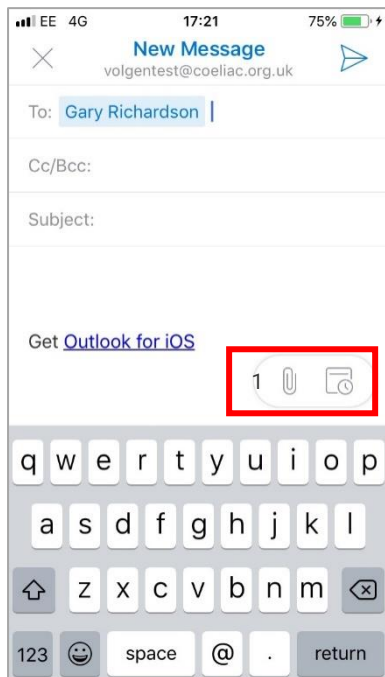 EE 4G 17:21 75%
New Message
volgentest@coeliac.org.uk
To: Gary Richardson
Cc/Bcc:
Subject:
Get Outlook for iOS
1
q w e r t y u i o p
a s d f g h j k l
z x c v b n m
123 space @ . return